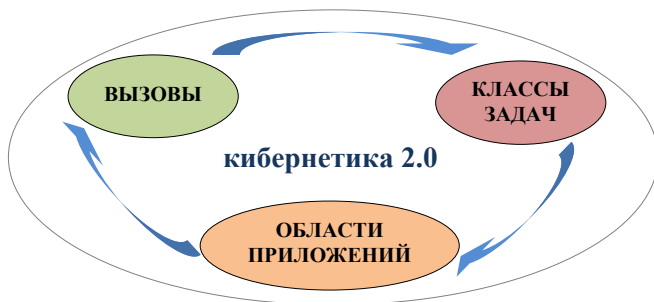 ВЫЗОВЫ
КЛАССЫ
ЗАДАЧ
кибернетика 2.0
ОБЛАСТИ
ПРИЛОЖЕНИЙ